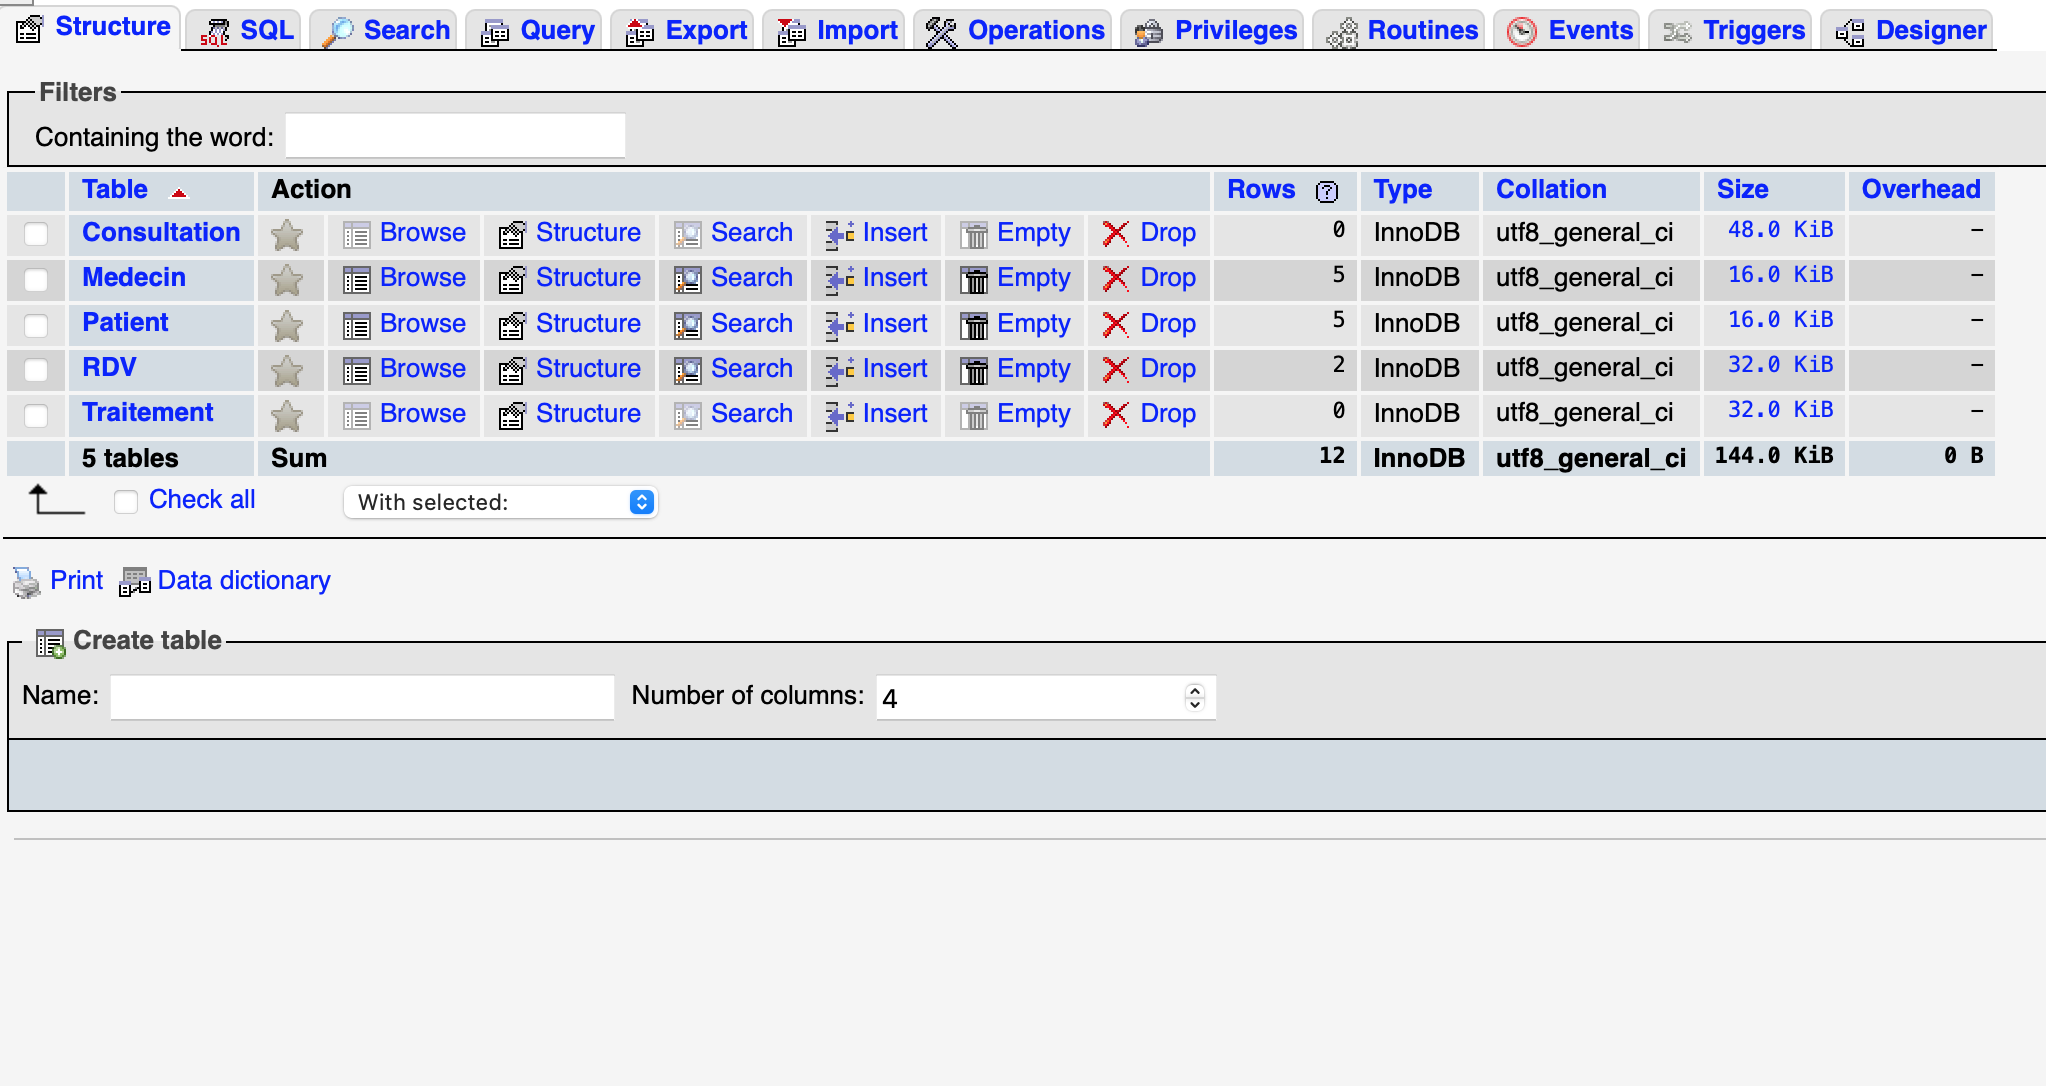 Structure SQL Search Query Export Import Operations Privileges Routines Events Triggers Designer
Filters
Containing the word:
Table Action Rows ? Type Collation Size Overhead
Consultation Browse Structure Search Insert Empty Drop 0 InnoDB utf8_general_ci 48.0 KiB –
Medecin Browse Structure Search Insert Empty Drop 5 InnoDB utf8_general_ci 16.0 KiB –
Patient Browse Structure Search Insert Empty Drop 5 InnoDB utf8_general_ci 16.0 KiB –
RDV Browse Structure Search Insert Empty Drop 2 InnoDB utf8_general_ci 32.0 KiB –
Traitement Browse Structure Search Insert Empty Drop 0 InnoDB utf8_general_ci 32.0 KiB –
5 tables Sum 12 InnoDB utf8_general_ci 144.0 KiB 0 B
Check all With selected:
Print Data dictionary
Create table
Name: Number of columns: 4